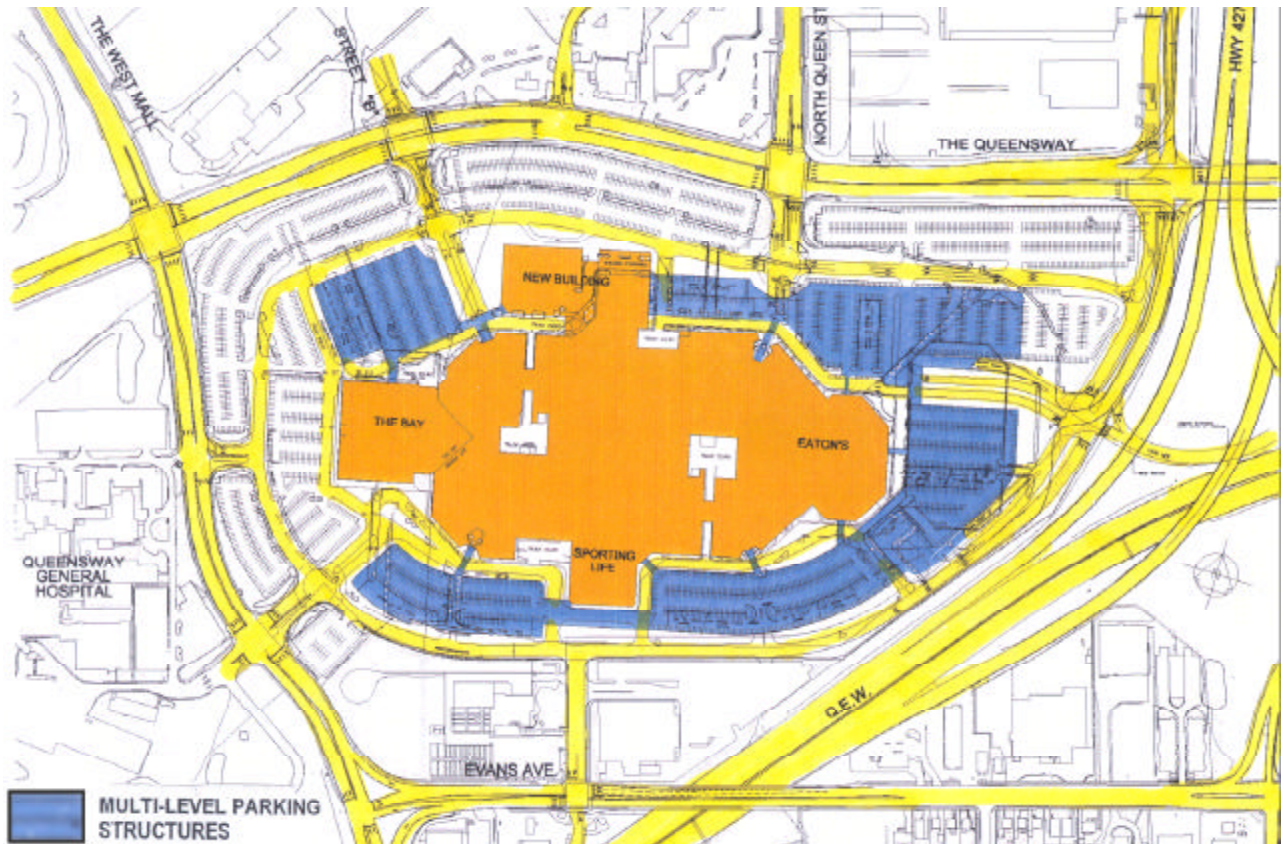 THE WEST MALL
STREET "B"
NORTH QUEEN ST
HWY 427
THE QUEENSWAY
NEW BUILDING
THE BAY
EATON'S
SPORTING
LIFE
QUEENSWAY
GENERAL
HOSPITAL
Q.E.W.
EVANS AVE.
MULTI-LEVEL PARKING
STRUCTURES